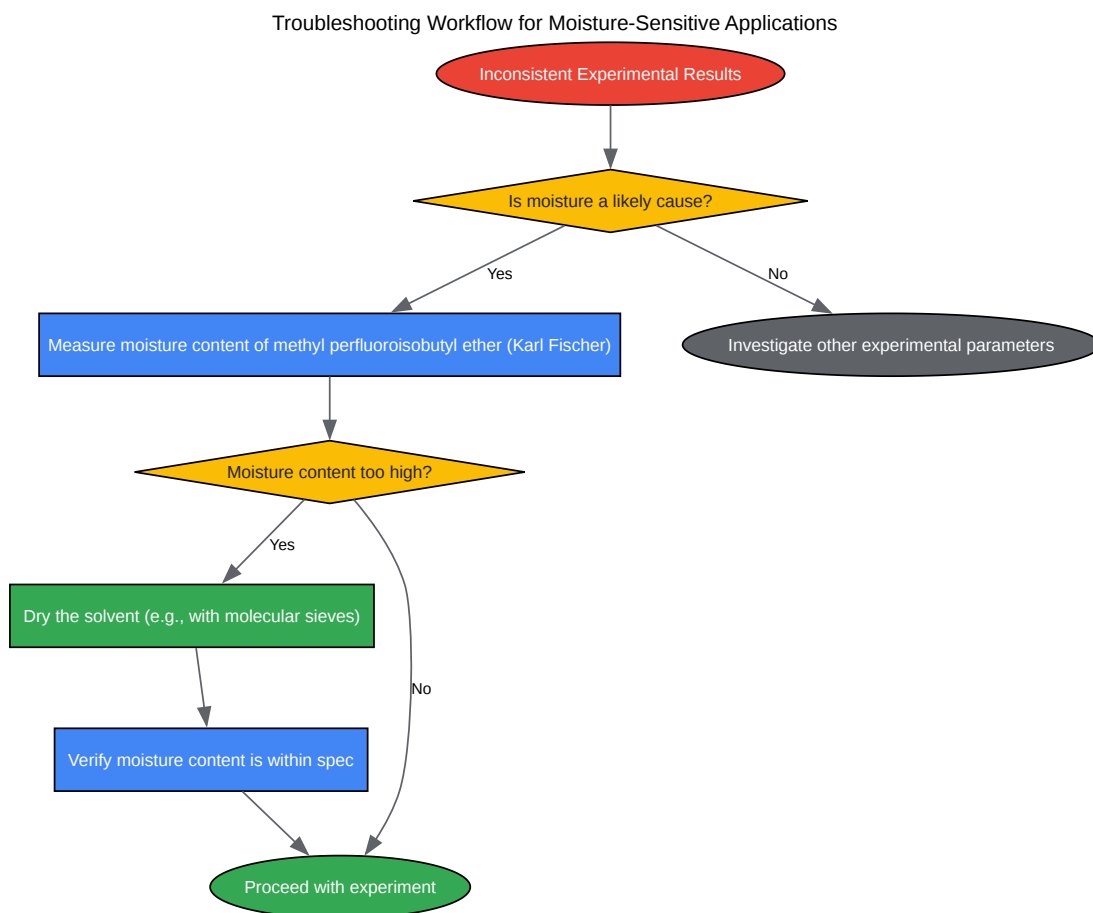 Troubleshooting Workflow for Moisture-Sensitive Applications
Inconsistent Experimental Results
Is moisture a likely cause?
Yes
No
Measure moisture content of methyl perfluoroisobutyl ether (Karl Fischer)
Investigate other experimental parameters
Moisture content too high?
Yes
Dry the solvent (e.g., with molecular sieves)
No
Verify moisture content is within spec
Proceed with experiment